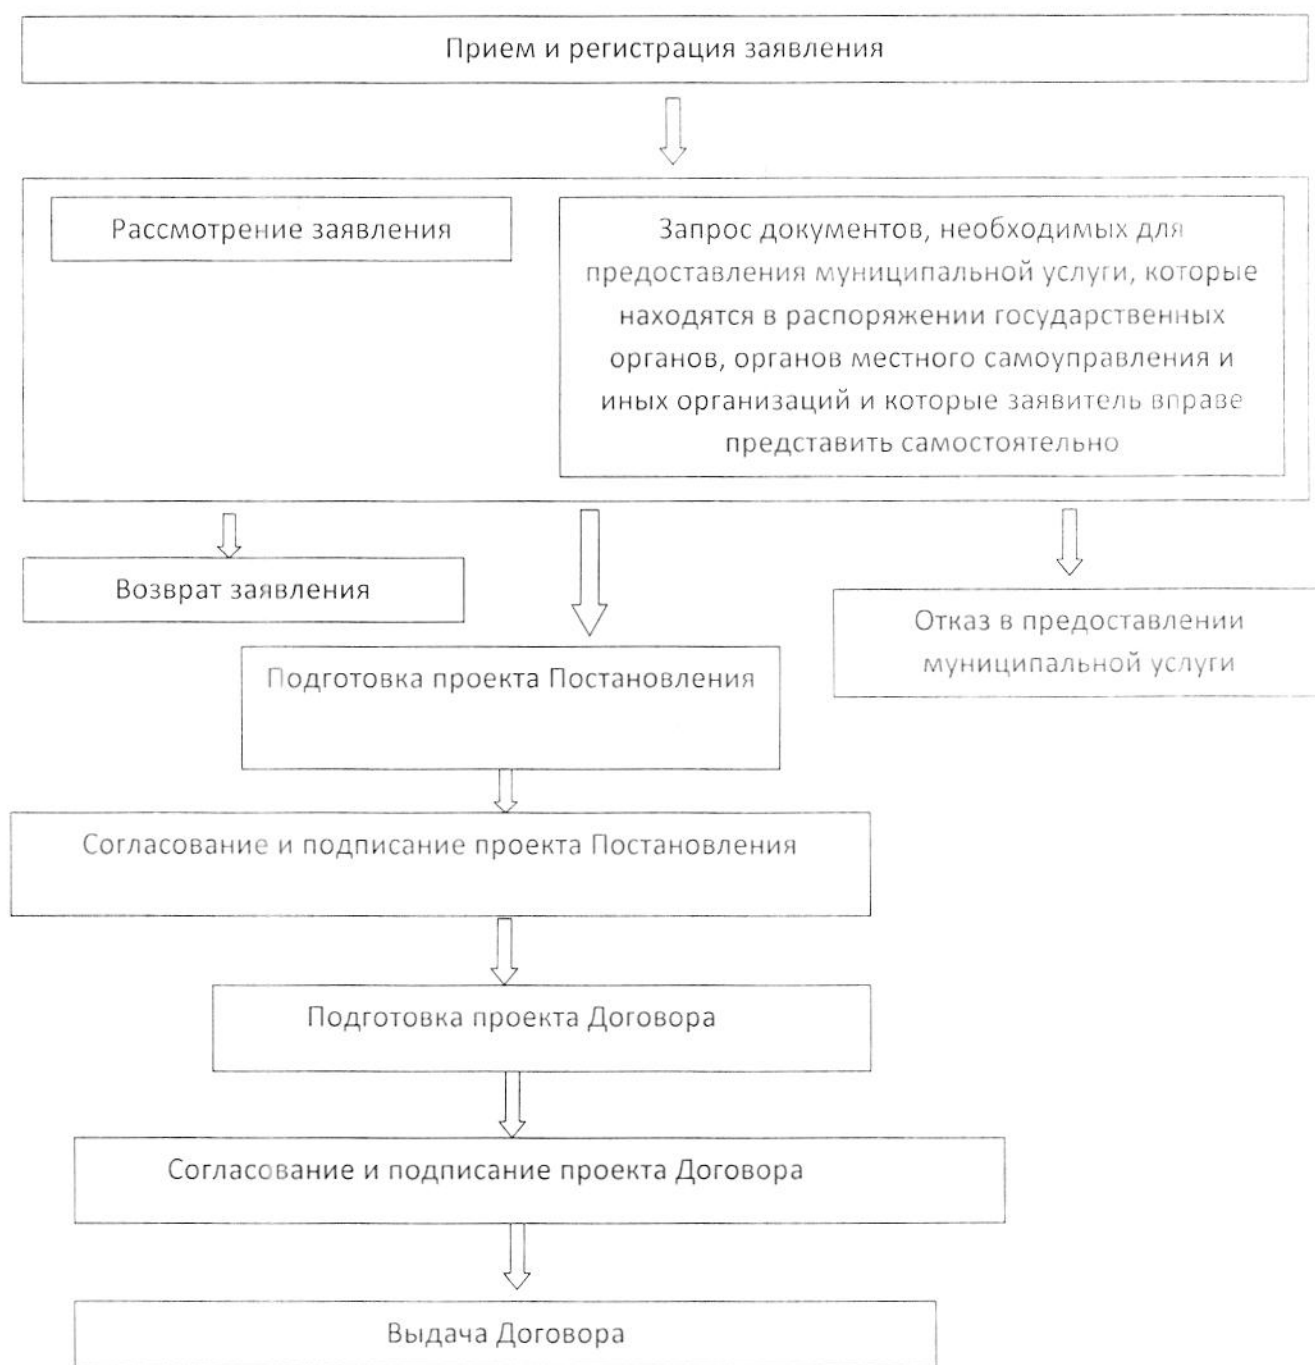 Прием и регистрация заявления
Рассмотрение заявления
Запрос документов, необходимых для
предоставления муниципальной услуги, которые
находятся в распоряжении государственных
органов, органов местного самоуправления и
иных организаций и которые заявитель вправе
представить самостоятельно
Возврат заявления
Отказ в предоставлении
муниципальной услуги
Подготовка проекта Постановления
Согласование и подписание проекта Постановления
Подготовка проекта Договора
Согласование и подписание проекта Договора
Выдача Договора